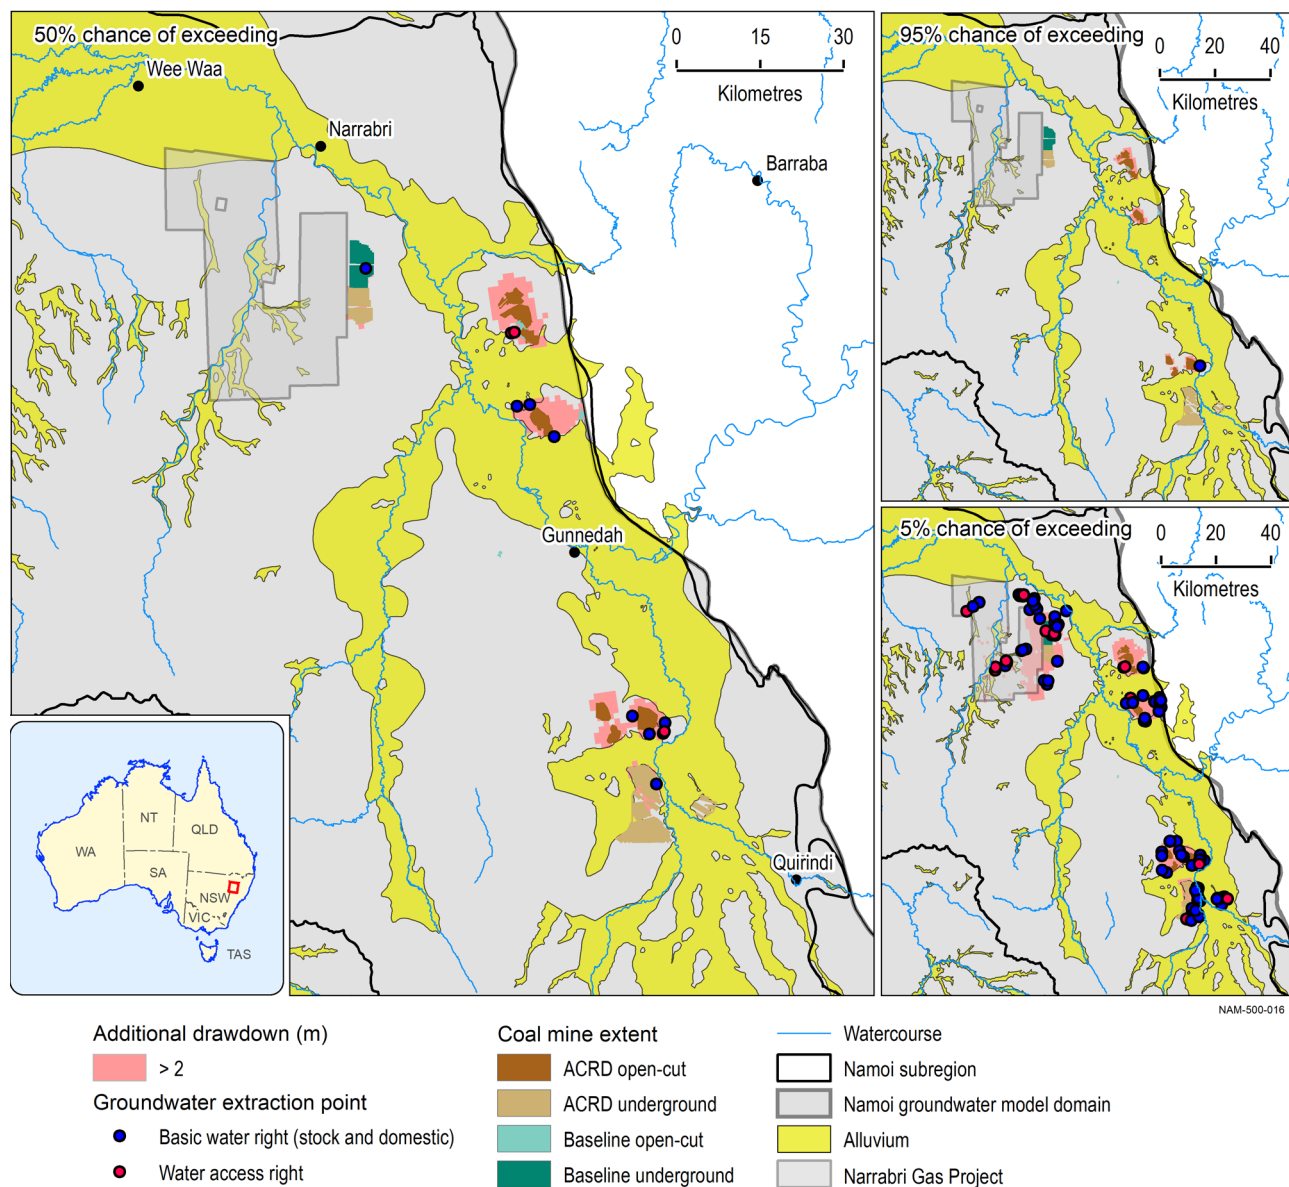 50% chance of exceeding
0 15 30
Kilometres
Wee Waa
Narrabri
Barraba
Gunnedah
Quirindi
95% chance of exceeding
0 20 40
Kilometres
5% chance of exceeding
0 20 40
Kilometres
NT
QLD
WA
SA
NSW
VIC
TAS
NAM-500-016
Additional drawdown (m)
> 2
Groundwater extraction point
Basic water right (stock and domestic)
Water access right
Coal mine extent
ACRD open-cut
ACRD underground
Baseline open-cut
Baseline underground
Watercourse
Namoi subregion
Namoi groundwater model domain
Alluvium
Narrabri Gas Project